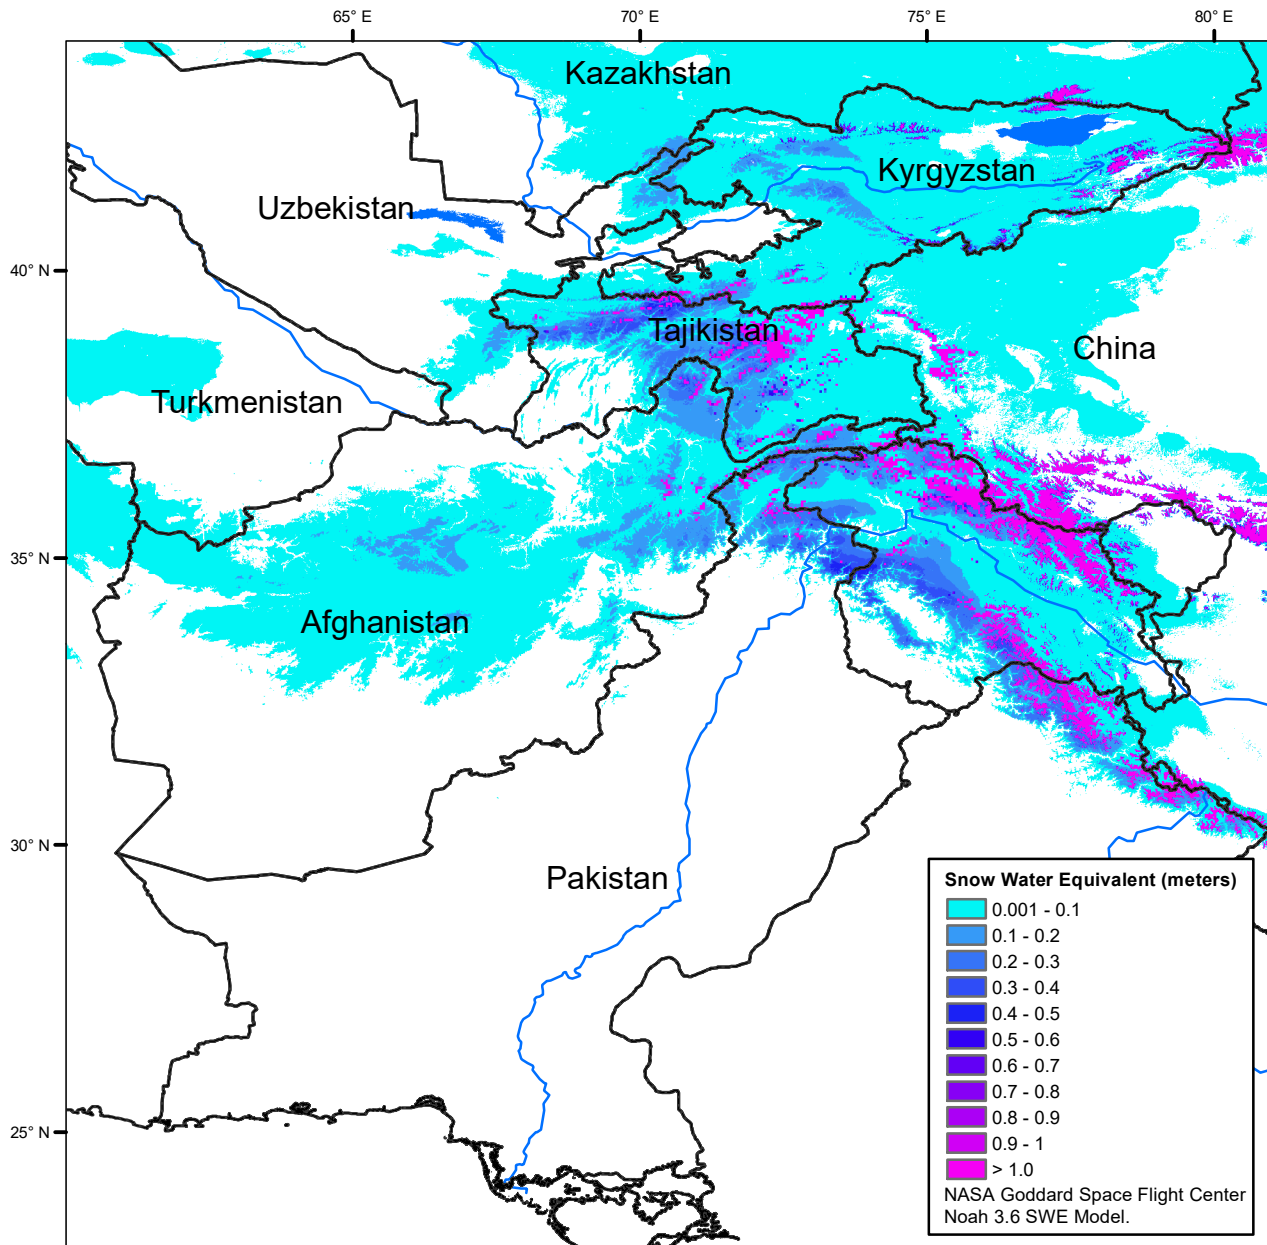 65° E
70° E
75° E
80° E
Kazakhstan
Kyrgyzstan
Uzbekistan
40° N
Tajikistan
China
Turkmenistan
35° N
Afghanistan
30° N
Pakistan
Snow Water Equivalent (meters)
0.001 - 0.1
0.1 - 0.2
0.2 - 0.3
0.3 - 0.4
0.4 - 0.5
0.5 - 0.6
0.6 - 0.7
0.7 - 0.8
0.8 - 0.9
0.9 - 1
> 1.0
NASA Goddard Space Flight Center
Noah 3.6 SWE Model.
25° N